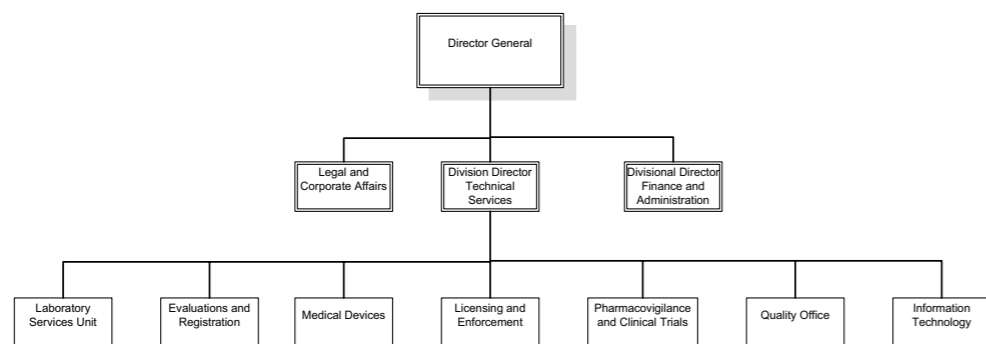 Director General
Legal and
Corporate Affairs
Division Director
Technical
Services
Divisional Director
Finance and
Administration
Laboratory
Services Unit
Evaluations and
Registration
Medical Devices
Licensing and
Enforcement
Pharmacovigilance
and Clinical Trials
Quality Office
Information
Technology